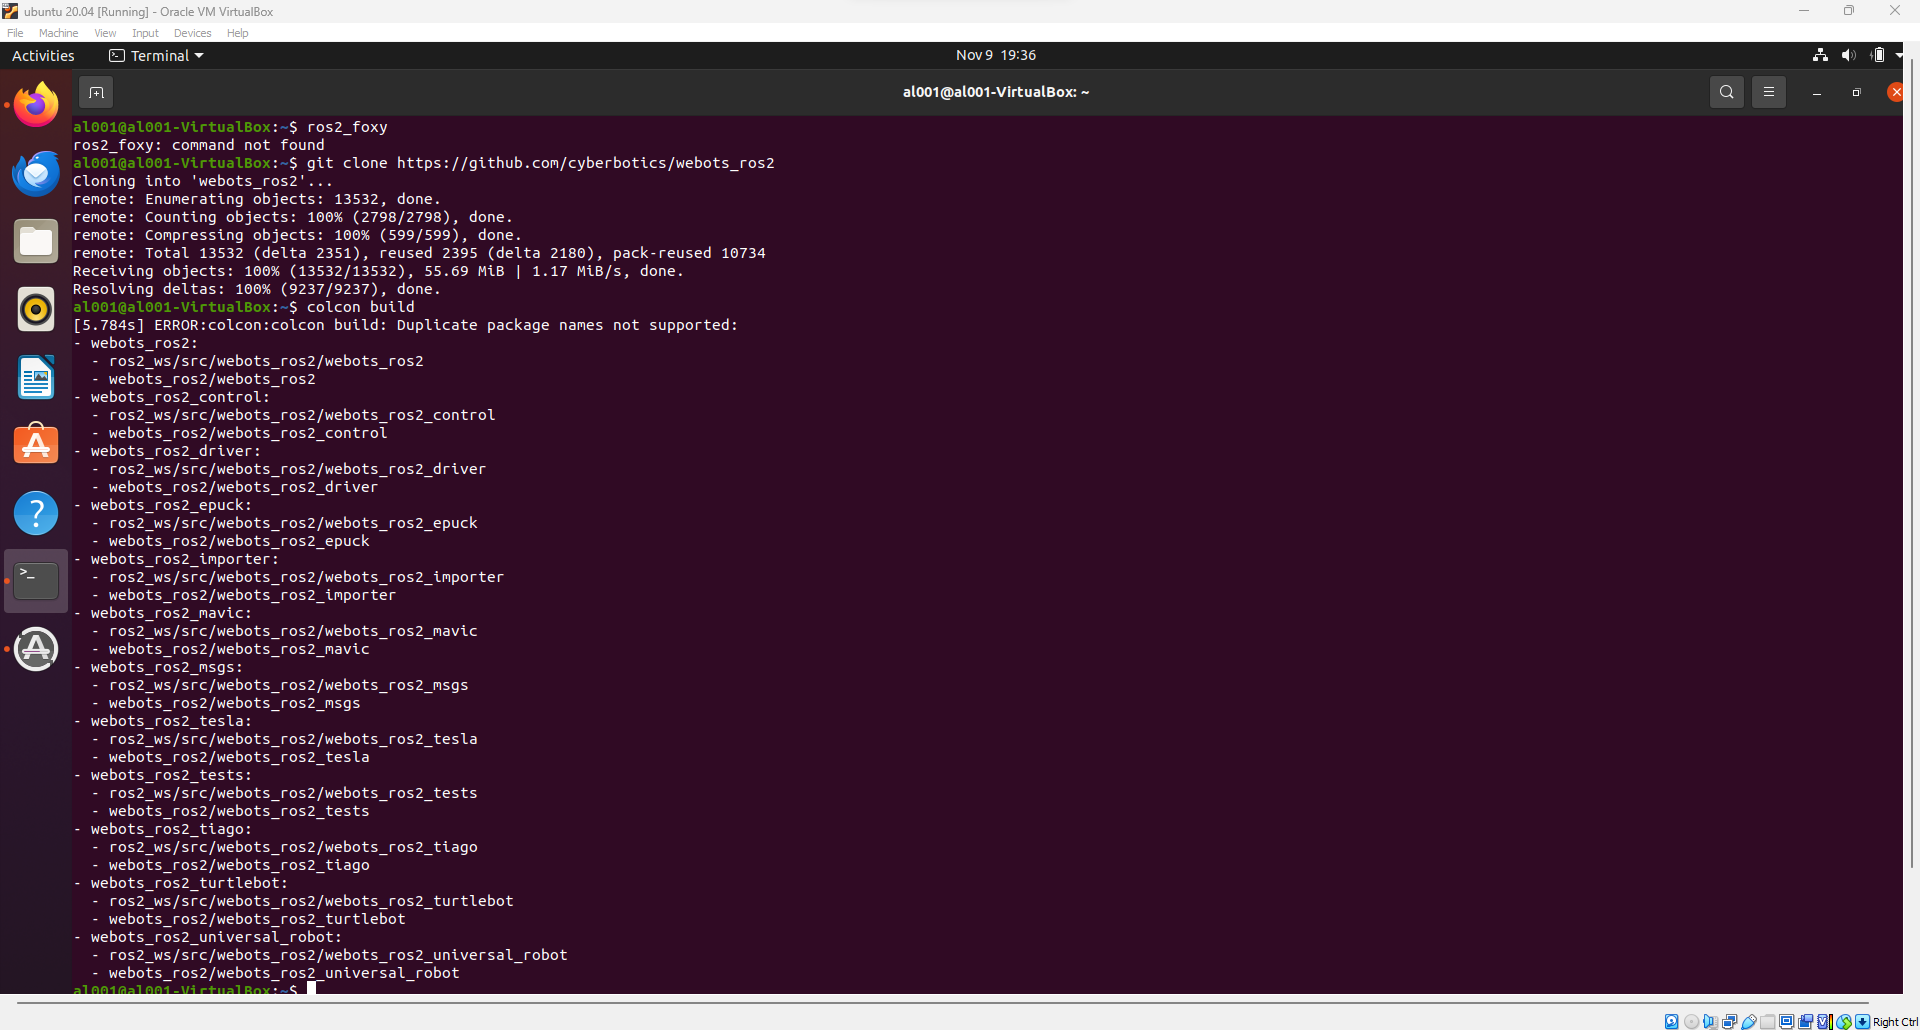 ubuntu 20.04 [Running] - Oracle VM VirtualBox
File Machine View Input Devices Help
Activities Terminal Nov 9 19:36
al001@al001-VirtualBox: ~
al001@al001-VirtualBox:~$ ros2_foxy
ros2_foxy: command not found
al001@al001-VirtualBox:~$ git clone https://github.com/cyberbotics/webots_ros2
Cloning into 'webots_ros2'...
remote: Enumerating objects: 13532, done.
remote: Counting objects: 100% (2798/2798), done.
remote: Compressing objects: 100% (599/599), done.
remote: Total 13532 (delta 2351), reused 2395 (delta 2180), pack-reused 10734
Receiving objects: 100% (13532/13532), 55.69 MiB | 1.17 MiB/s, done.
Resolving deltas: 100% (9237/9237), done.
al001@al001-VirtualBox:~$ colcon build
[5.784s] ERROR:colcon:colcon build: Duplicate package names not supported:
- webots_ros2:
  - ros2_ws/src/webots_ros2/webots_ros2
  - webots_ros2/webots_ros2
- webots_ros2_control:
  - ros2_ws/src/webots_ros2/webots_ros2_control
  - webots_ros2/webots_ros2_control
- webots_ros2_driver:
  - ros2_ws/src/webots_ros2/webots_ros2_driver
  - webots_ros2/webots_ros2_driver
- webots_ros2_epuck:
  - ros2_ws/src/webots_ros2/webots_ros2_epuck
  - webots_ros2/webots_ros2_epuck
- webots_ros2_importer:
  - ros2_ws/src/webots_ros2/webots_ros2_importer
  - webots_ros2/webots_ros2_importer
- webots_ros2_mavic:
  - ros2_ws/src/webots_ros2/webots_ros2_mavic
  - webots_ros2/webots_ros2_mavic
- webots_ros2_msgs:
  - ros2_ws/src/webots_ros2/webots_ros2_msgs
  - webots_ros2/webots_ros2_msgs
- webots_ros2_tesla:
  - ros2_ws/src/webots_ros2/webots_ros2_tesla
  - webots_ros2/webots_ros2_tesla
- webots_ros2_tests:
  - ros2_ws/src/webots_ros2/webots_ros2_tests
  - webots_ros2/webots_ros2_tests
- webots_ros2_tiago:
  - ros2_ws/src/webots_ros2/webots_ros2_tiago
  - webots_ros2/webots_ros2_tiago
- webots_ros2_turtlebot:
  - ros2_ws/src/webots_ros2/webots_ros2_turtlebot
  - webots_ros2/webots_ros2_turtlebot
- webots_ros2_universal_robot:
  - ros2_ws/src/webots_ros2/webots_ros2_universal_robot
  - webots_ros2/webots_ros2_universal_robot
al001@al001-VirtualBox:~$
Right Ctrl